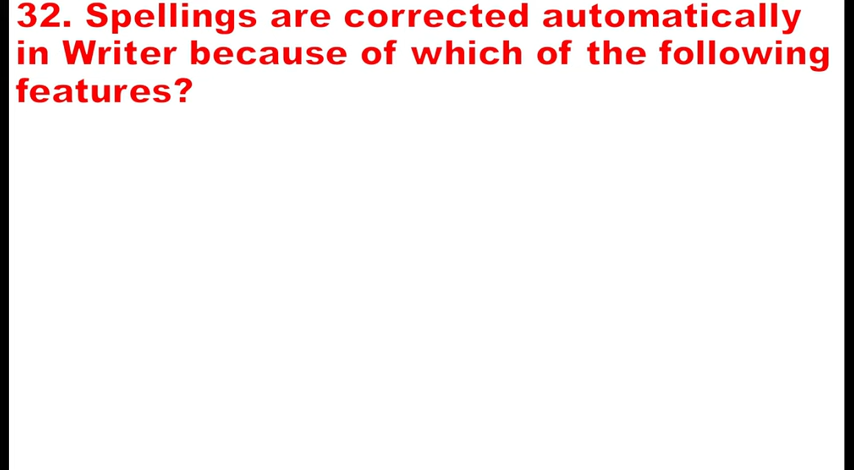 32. Spellings are corrected automatically
in Writer because of which of the following
features?